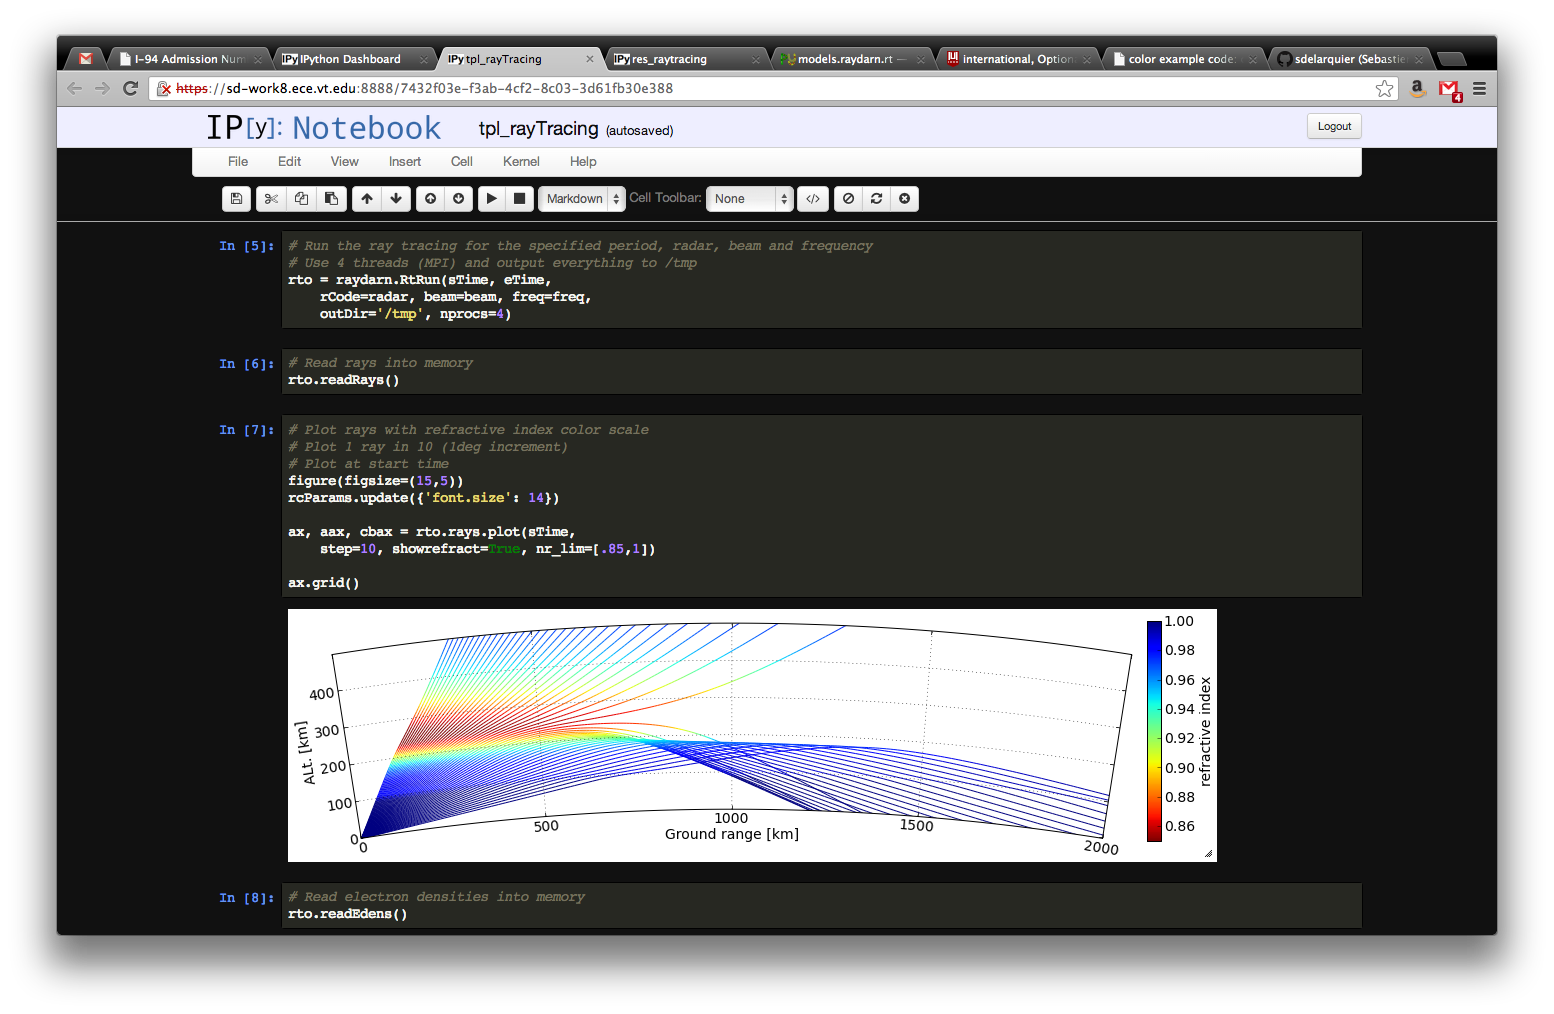 I-94 Admission Num
IP[y] IPython Dashboard
IPy tpl_rayTracing
IPy res_raytracing
models.raydarn.rt —
international, Option
color example code:
sdelarquier (Sebastie
https://sd-work8.ece.vt.edu:8888/7432f03e-f3ab-4cf2-8c03-3d61fb30e388
4
IP[y]: Notebook
tpl_rayTracing (autosaved)
Logout
File Edit View Insert Cell Kernel Help
Markdown Cell Toolbar: None </>
In [5]:
# Run the ray tracing for the specified period, radar, beam and frequency
# Use 4 threads (MPI) and output everything to /tmp
rto = raydarn.RtRun(sTime, eTime,
rCode=radar, beam=beam, freq=freq,
outDir='/tmp', nprocs=4)
In [6]:
# Read rays into memory
rto.readRays()
In [7]:
# Plot rays with refractive index color scale
# Plot 1 ray in 10 (1deg increment)
# Plot at start time
figure(figsize=(15,5))
rcParams.update({'font.size': 14})
ax, aax, cbax = rto.rays.plot(sTime,
step=10, showrefract=True, nr_lim=[.85,1])
ax.grid()
ALt. [km]
400
300
200
100
0
0
500
1000
1500
2000
Ground range [km]
1.00
0.98
0.96
0.94
0.92
0.90
0.88
0.86
refractive index
In [8]:
# Read electron densities into memory
rto.readEdens()